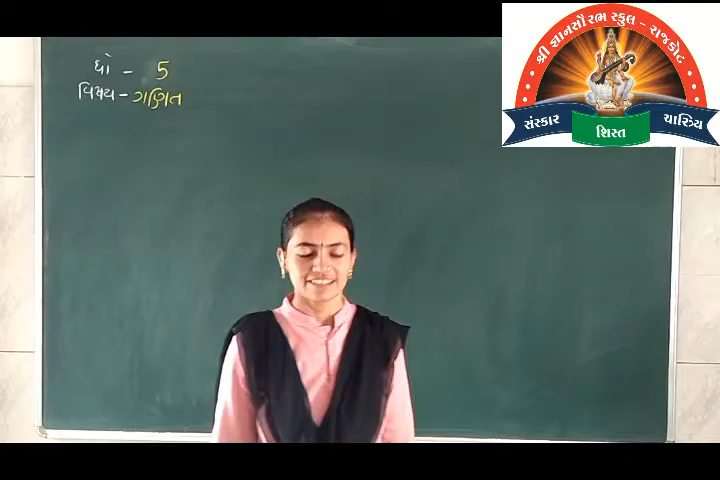 ધો - 5
વિષય - ગણિત
શ્રી જ્ઞાનસૌરભ સ્કુલ - રાજકોટ
સંસ્કાર
શિસ્ત
ચારિત્ર્ય